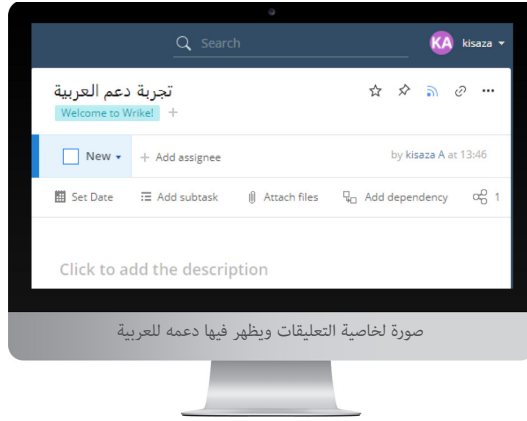 Search
KA kisaza
تجربة دعم العربية
Welcome to Wrike! +
New + Add assignee by kisaza A at 13:46
Set Date Add subtask Attach files Add dependency 1
Click to add the description
صورة لخاصية التعليقات ويظهر فيها دعمه للعربية